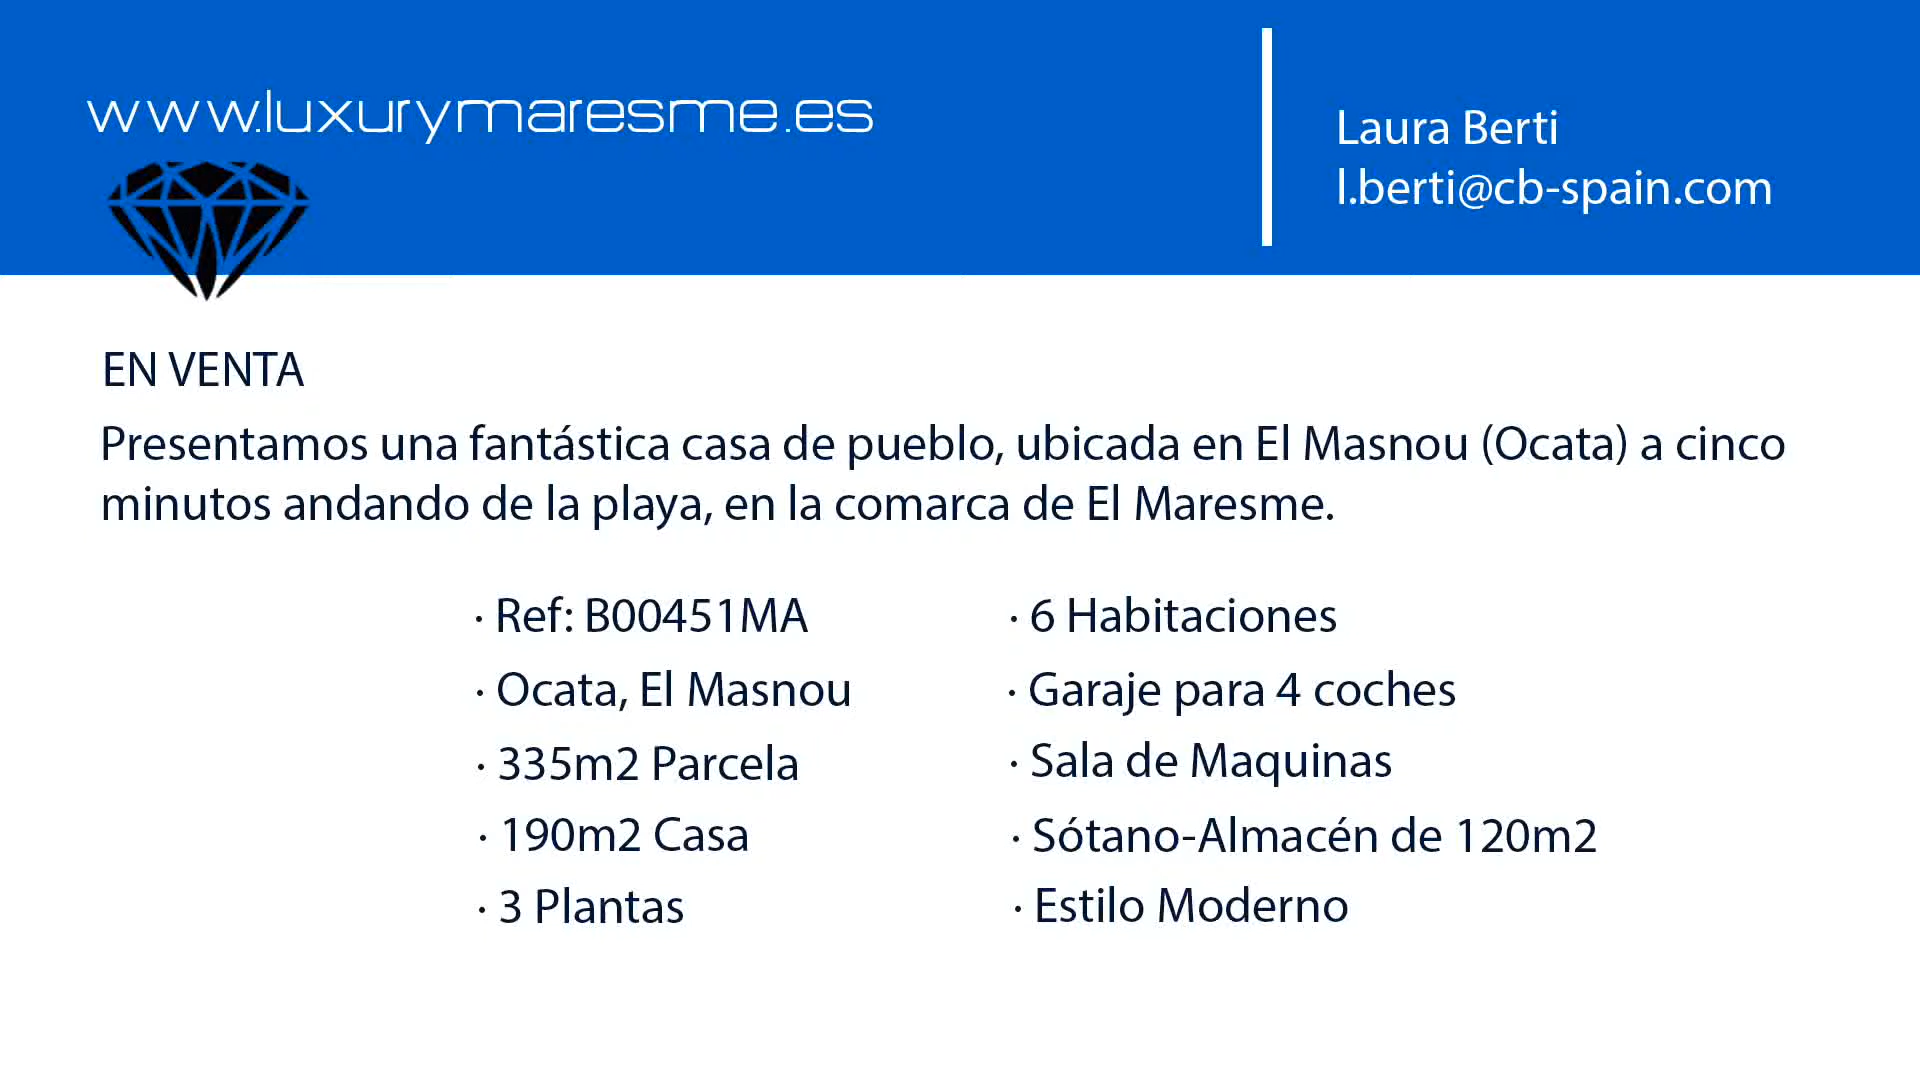 www.luxurymaresme.es
Laura Berti
l.berti@cb-spain.com
EN VENTA
Presentamos una fantástica casa de pueblo, ubicada en El Masnou (Ocata) a cinco
minutos andando de la playa, en la comarca de El Maresme.
· Ref: B00451MA
· Ocata, El Masnou
· 335m2 Parcela
· 190m2 Casa
· 3 Plantas
· 6 Habitaciones
· Garaje para 4 coches
· Sala de Maquinas
· Sótano-Almacén de 120m2
· Estilo Moderno